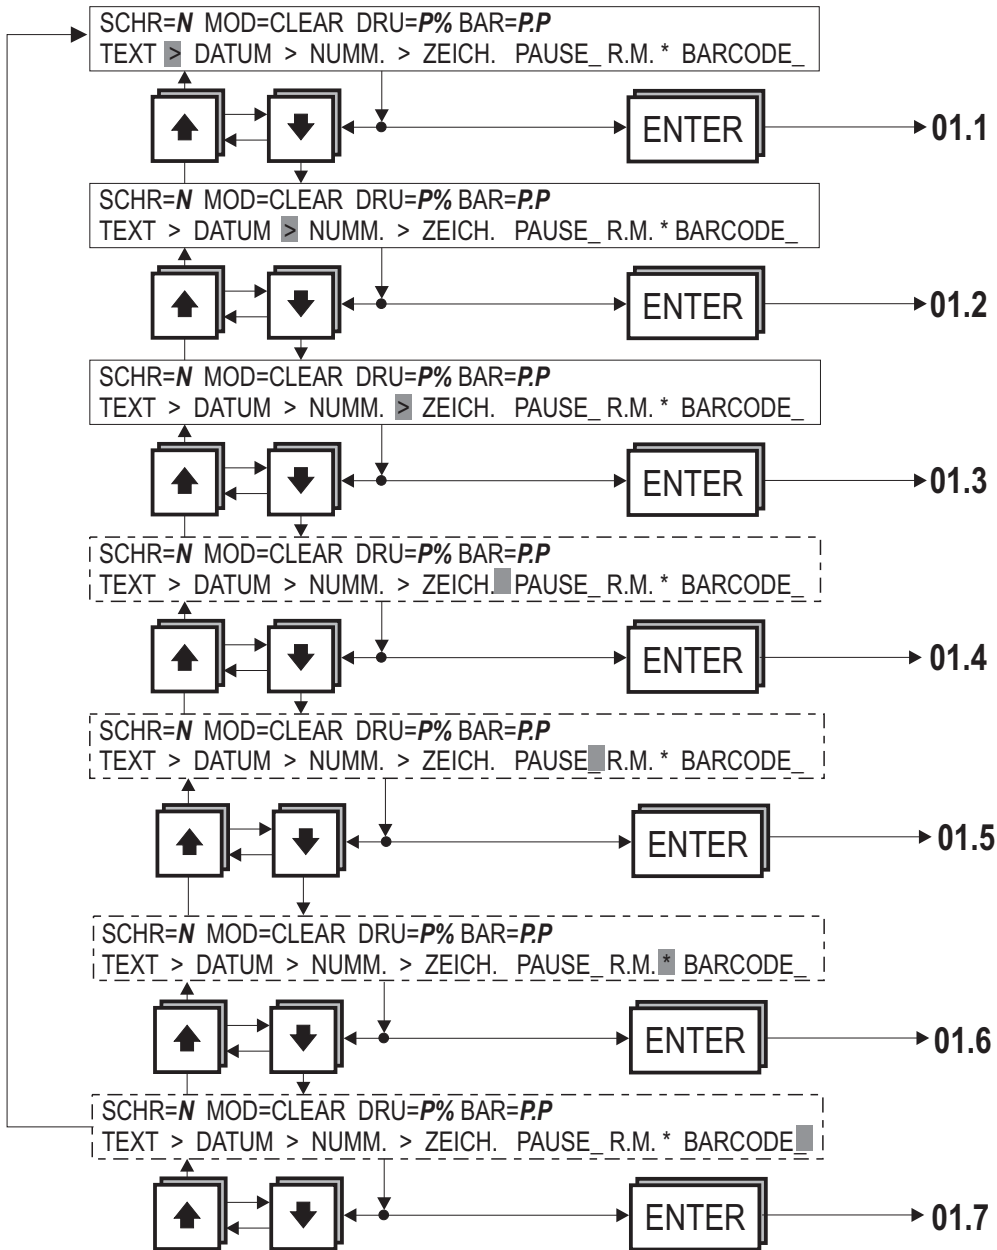 SCHR=N MOD=CLEAR DRU=P% BAR=P.P
TEXT > DATUM > NUMM. > ZEICH. PAUSE_ R.M. * BARCODE_
ENTER 01.1
SCHR=N MOD=CLEAR DRU=P% BAR=P.P
TEXT > DATUM > NUMM. > ZEICH. PAUSE_ R.M. * BARCODE_
ENTER 01.2
SCHR=N MOD=CLEAR DRU=P% BAR=P.P
TEXT > DATUM > NUMM. > ZEICH. PAUSE_ R.M. * BARCODE_
ENTER 01.3
SCHR=N MOD=CLEAR DRU=P% BAR=P.P
TEXT > DATUM > NUMM. > ZEICH. PAUSE_ R.M. * BARCODE_
ENTER 01.4
SCHR=N MOD=CLEAR DRU=P% BAR=P.P
TEXT > DATUM > NUMM. > ZEICH. PAUSE_ R.M. * BARCODE_
ENTER 01.5
SCHR=N MOD=CLEAR DRU=P% BAR=P.P
TEXT > DATUM > NUMM. > ZEICH. PAUSE_ R.M. * BARCODE_
ENTER 01.6
SCHR=N MOD=CLEAR DRU=P% BAR=P.P
TEXT > DATUM > NUMM. > ZEICH. PAUSE_ R.M. * BARCODE_
ENTER 01.7